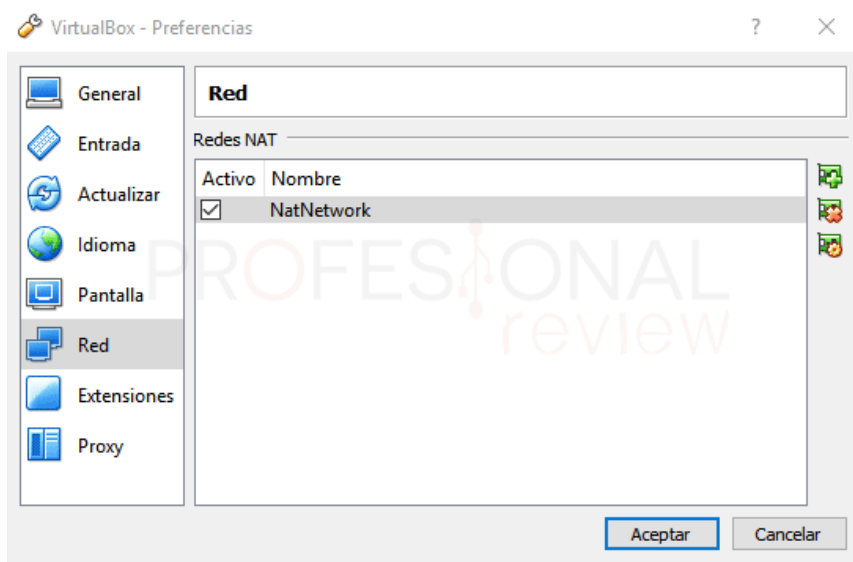 VirtualBox - Preferencias
General
Entrada
Actualizar
Idioma
Pantalla
Red
Extensiones
Proxy
Red
Redes NAT
Activo Nombre
NatNetwork
PROFESIONAL
review
Aceptar Cancelar